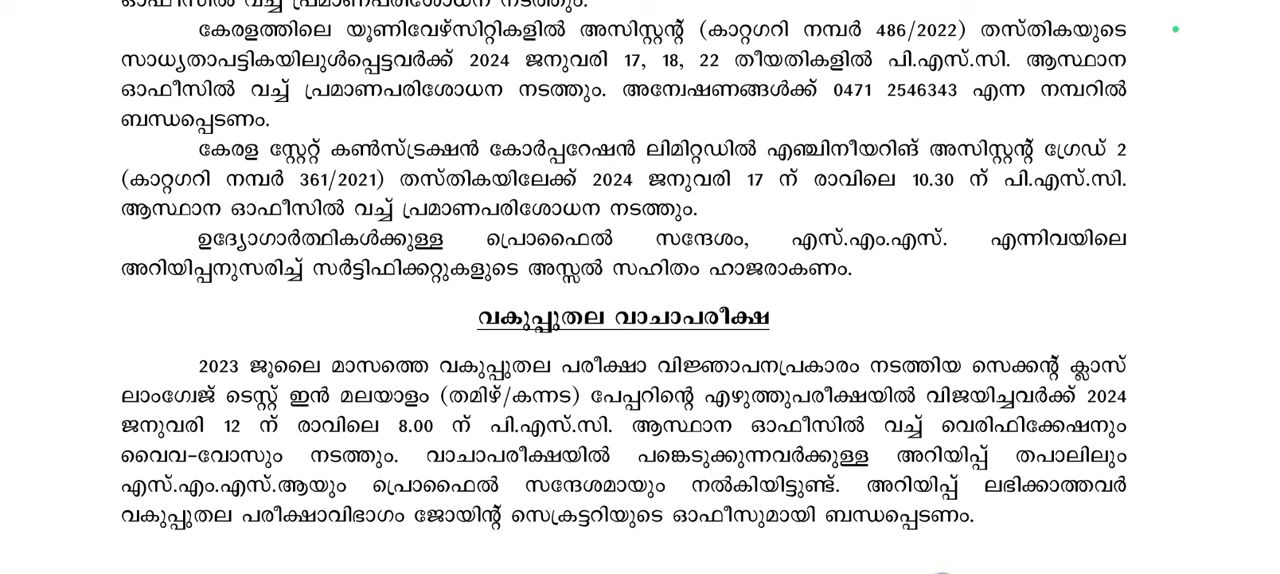 ഓഫീസിൽ വച്ച് പ്രമാണപരിശോധന നടത്തും.
കേരളത്തിലെ യൂണിവേഴ്സിറ്റികളിൽ അസിസ്റ്റന്റ് (കാറ്റഗറി നമ്പർ 486/2022) തസ്തികയുടെ
സാധ്യതാപട്ടികയിലുൾപ്പെട്ടവർക്ക് 2024 ജനുവരി 17, 18, 22 തീയതികളിൽ പി.എസ്.സി. ആസ്ഥാന
ഓഫീസിൽ വച്ച് പ്രമാണപരിശോധന നടത്തും. അന്വേഷണങ്ങൾക്ക് 0471 2546343 എന്ന നമ്പറിൽ
ബന്ധപ്പെടണം.
കേരള സ്റ്റേറ്റ് കൺസ്ട്രക്ഷൻ കോർപ്പറേഷൻ ലിമിറ്റഡിൽ എഞ്ചിനീയറിങ് അസിസ്റ്റന്റ് ഗ്രേഡ് 2
(കാറ്റഗറി നമ്പർ 361/2021) തസ്തികയിലേക്ക് 2024 ജനുവരി 17 ന് രാവിലെ 10.30 ന് പി.എസ്.സി.
ആസ്ഥാന ഓഫീസിൽ വച്ച് പ്രമാണപരിശോധന നടത്തും.
ഉദ്യോഗാർത്ഥികൾക്കുള്ള പ്രൊഫൈൽ സന്ദേശം, എസ്.എം.എസ്. എന്നിവയിലെ
അറിയിപ്പനുസരിച്ച് സർട്ടിഫിക്കറ്റുകളുടെ അസ്സൽ സഹിതം ഹാജരാകണം.
വകുപ്പുതല വാചാപരീക്ഷ
2023 ജൂലൈ മാസത്തെ വകുപ്പുതല പരീക്ഷാ വിജ്ഞാപനപ്രകാരം നടത്തിയ സെക്കന്റ് ക്ലാസ്
ലാംഗ്വേജ് ടെസ്റ്റ് ഇൻ മലയാളം (തമിഴ്/കന്നട) പേപ്പറിന്റെ എഴുത്തുപരീക്ഷയിൽ വിജയിച്ചവർക്ക് 2024
ജനുവരി 12 ന് രാവിലെ 8.00 ന് പി.എസ്.സി. ആസ്ഥാന ഓഫീസിൽ വച്ച് വെരിഫിക്കേഷനും
വൈവ-വോസും നടത്തും. വാചാപരീക്ഷയിൽ പങ്കെടുക്കുന്നവർക്കുള്ള അറിയിപ്പ് തപാലിലും
എസ്.എം.എസ്.ആയും പ്രൊഫൈൽ സന്ദേശമായും നൽകിയിട്ടുണ്ട്. അറിയിപ്പ് ലഭിക്കാത്തവർ
വകുപ്പുതല പരീക്ഷാവിഭാഗം ജോയിന്റ് സെക്രട്ടറിയുടെ ഓഫീസുമായി ബന്ധപ്പെടണം.